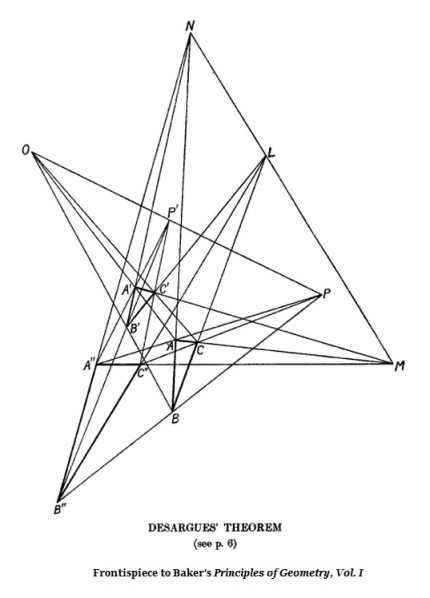 N
O
L
P'
A'
C'
P
B'
A
C
A"
C"
M
B
B"
DESARGUES' THEOREM
(see p. 6)
Frontispiece to Baker's Principles of Geometry, Vol. I